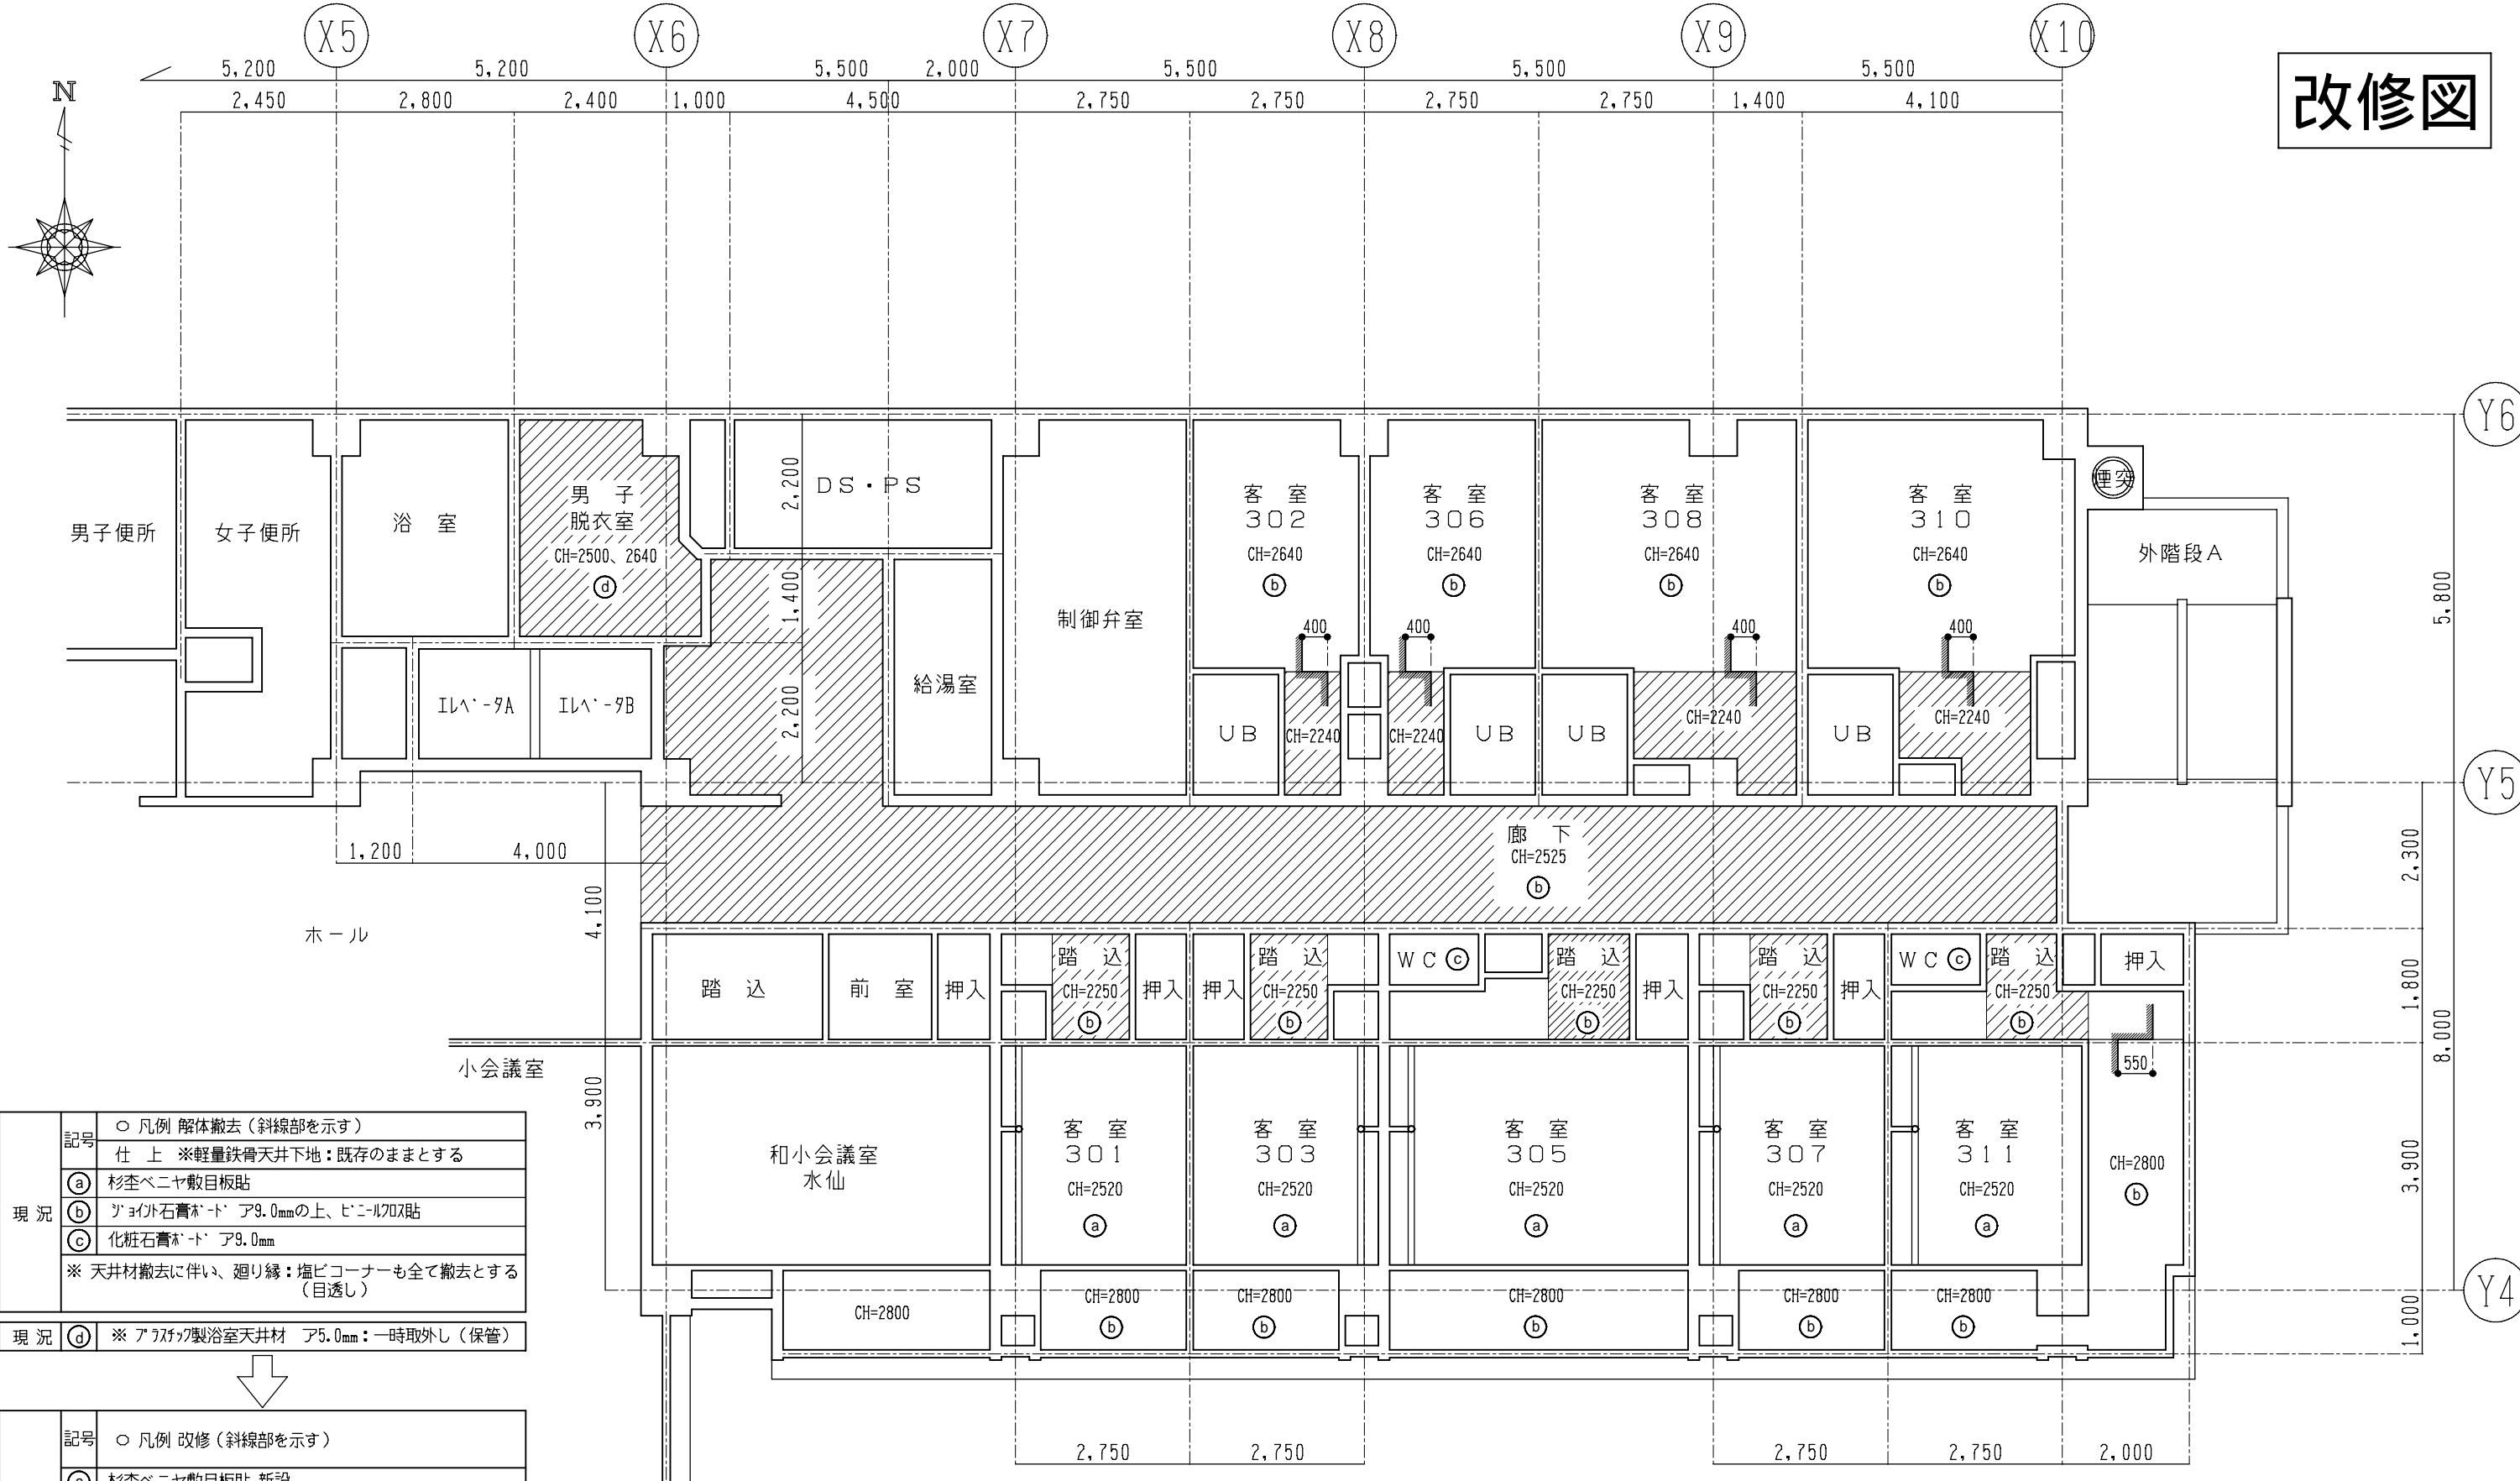 X5 X6 X7 X8 X9 X10
改修図
5,200 5,200 5,500 2,000 5,500 5,500 5,500
N
2,450 2,800 2,400 1,000 4,500 2,750 2,750 2,750 2,750 1,400 4,100
Y6
煙突
男子便所
女子便所
浴 室
男 子
脱衣室
CH=2500、2640
d
2,200
DS・PS
1,400
2,200
給湯室
制御弁室
客 室
302
CH=2640
b
400
客 室
306
CH=2640
b
400
客 室
308
CH=2640
b
400
客 室
310
CH=2640
b
400
外階段A
5,800
エレベータA
エレベータB
UB
CH=2240
CH=2240
UB
UB
CH=2240
UB
CH=2240
Y5
1,200 4,000
廊 下
CH=2525
b
2,300
4,100
ホール
踏 込
前 室
押入
踏 込
CH=2250
b
押入
押入
踏 込
CH=2250
b
WC c
踏 込
CH=2250
b
押入
踏 込
CH=2250
b
押入
WC c
踏 込
CH=2250
b
押入
1,800
8,000
小会議室
550
3,900
和小会議室
水仙
客 室
301
CH=2520
a
客 室
303
CH=2520
a
客 室
305
CH=2520
a
客 室
307
CH=2520
a
客 室
311
CH=2520
a
CH=2800
b
3,900
CH=2800
CH=2800
b
CH=2800
b
CH=2800
b
CH=2800
b
CH=2800
b
Y4
1,000
現 況
記号
○ 凡例 解体撤去(斜線部を示す)
仕 上 ※軽量鉄骨天井下地:既存のままとする
a 杉杢ベニヤ敷目板貼
b ジョイント石膏ボード ア9.0mmの上、ビニールクロス貼
c 化粧石膏ボード ア9.0mm
※ 天井材撤去に伴い、廻り縁:塩ビコーナーも全て撤去とする
(目透し)
現 況 d ※ プラスチック製浴室天井材 ア5.0mm:一時取外し(保管)
記号 ○ 凡例 改修(斜線部を示す)
a 杉杢ベニヤ敷目板貼 新設
2,750 2,750 2,750 2,750 2,000